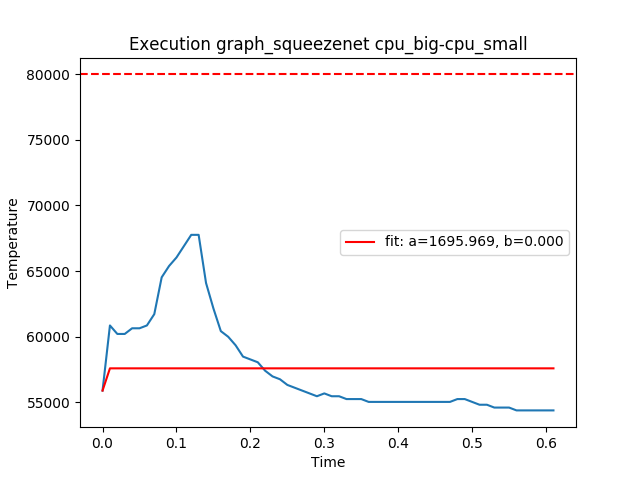 Execution graph_squeezenet cpu_big-cpu_small
80000
75000
70000
65000
60000
55000
Temperature
fit: a=1695.969, b=0.000
0.0 0.1 0.2 0.3 0.4 0.5 0.6
Time